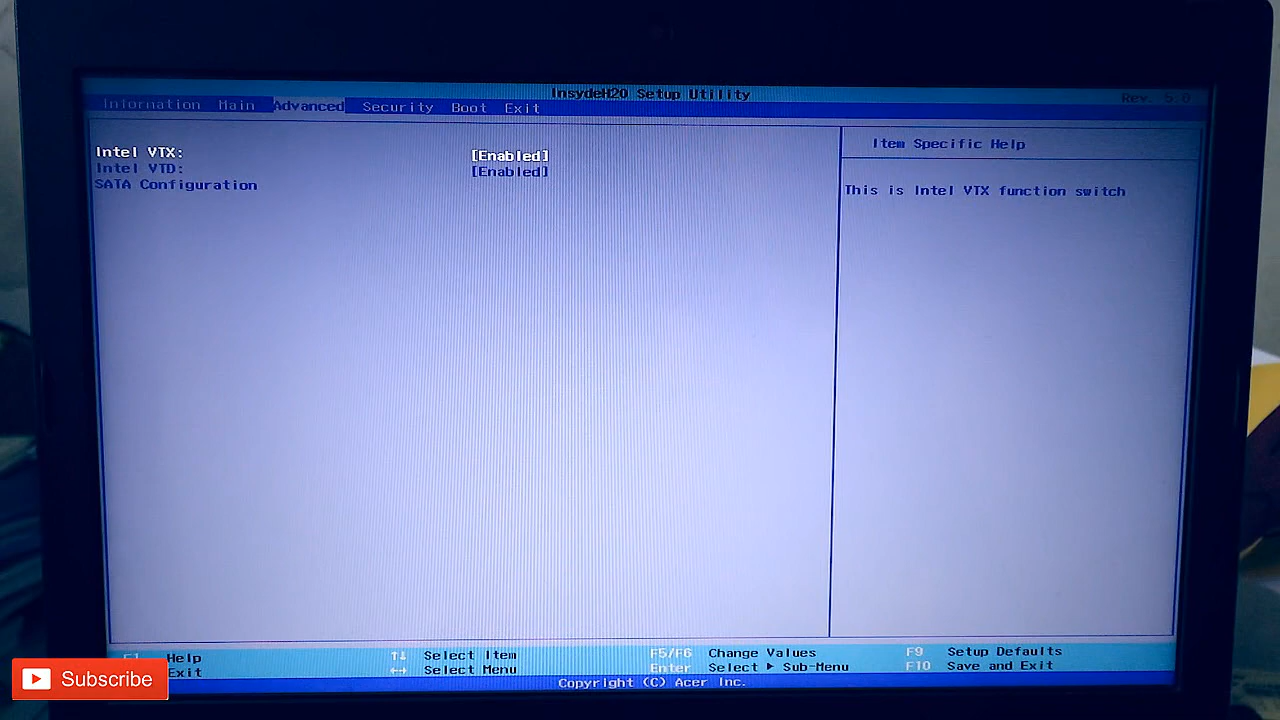 InsydeH20 Setup Utility
Rev. 5.0
Information Main Advanced Security Boot Exit
Intel VTX: [Enabled]
Intel VTD: [Enabled]
SATA Configuration
Item Specific Help
This is Intel VTX function switch
F1 Help ↑↓ Select Item F5/F6 Change Values F9 Setup Defaults
Exit ↔ Select Menu Enter Select ▶ Sub-Menu F10 Save and Exit
Copyright (C) Acer Inc.
Subscribe